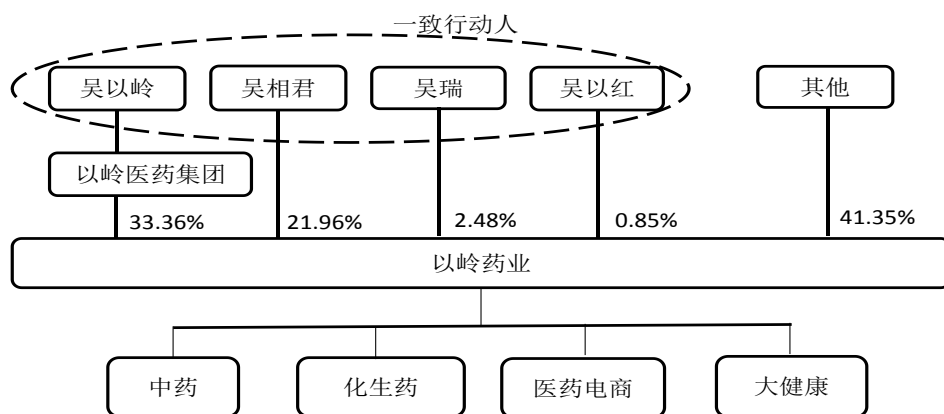 一致行动人
吴以岭 吴相君 吴瑞 吴以红 其他
以岭医药集团
33.36% 21.96% 2.48% 0.85% 41.35%
以岭药业
中药 化生药 医药电商 大健康